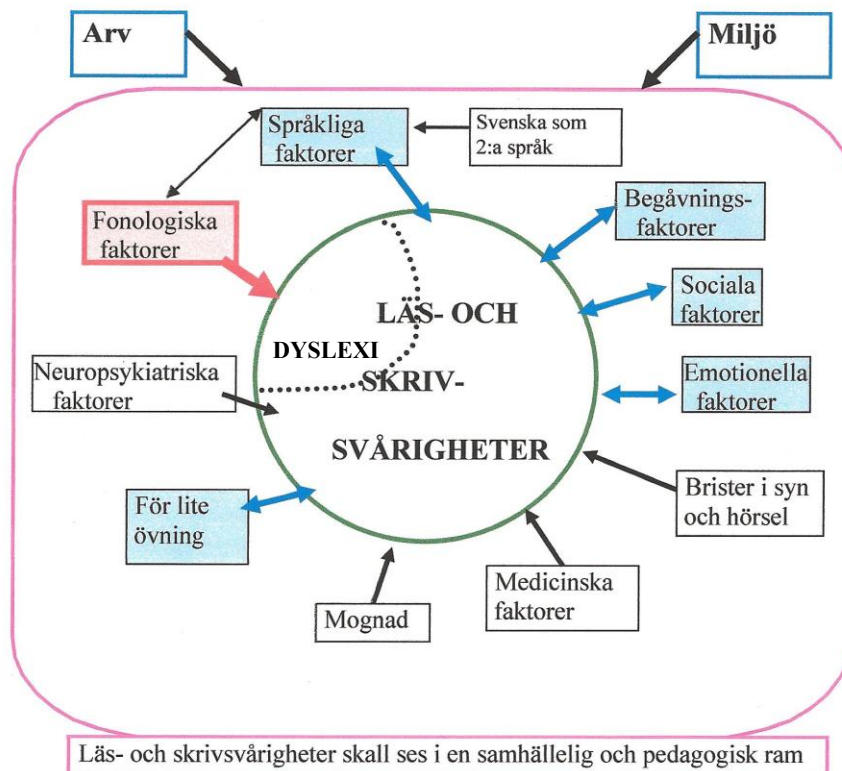 Arv
Miljö
Språkliga
faktorer
Svenska som
2:a språk
Fonologiska
faktorer
Begåvnings-
faktorer
Sociala
faktorer
LÄS- OCH
DYSLEXI
SKRIV-
SVÅRIGHETER
Neuropsykiatriska
faktorer
Emotionella
faktorer
För lite
övning
Brister i syn
och hörsel
Medicinska
faktorer
Mognad
Läs- och skrivsvårigheter skall ses i en samhällelig och pedagogisk ram